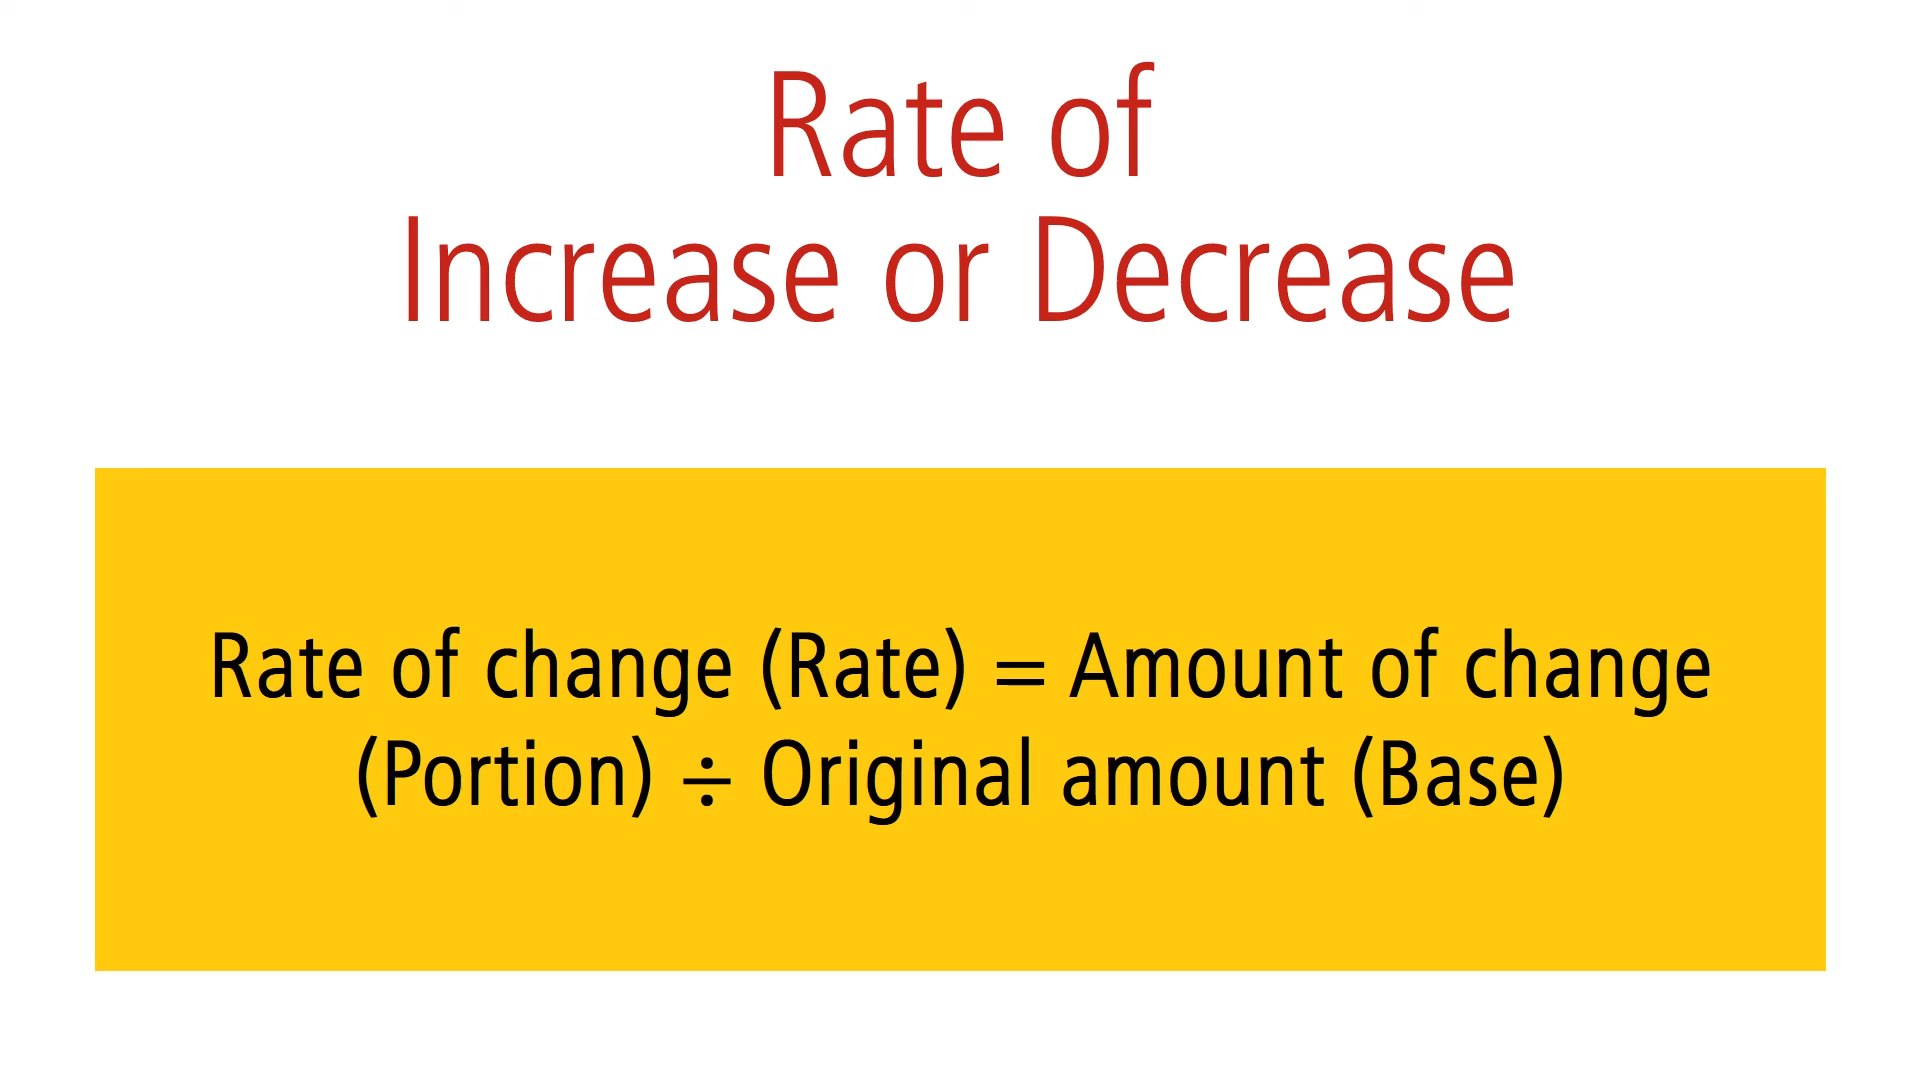 Rate of
Increase or Decrease
Rate of change (Rate) = Amount of change
(Portion) ÷ Original amount (Base)